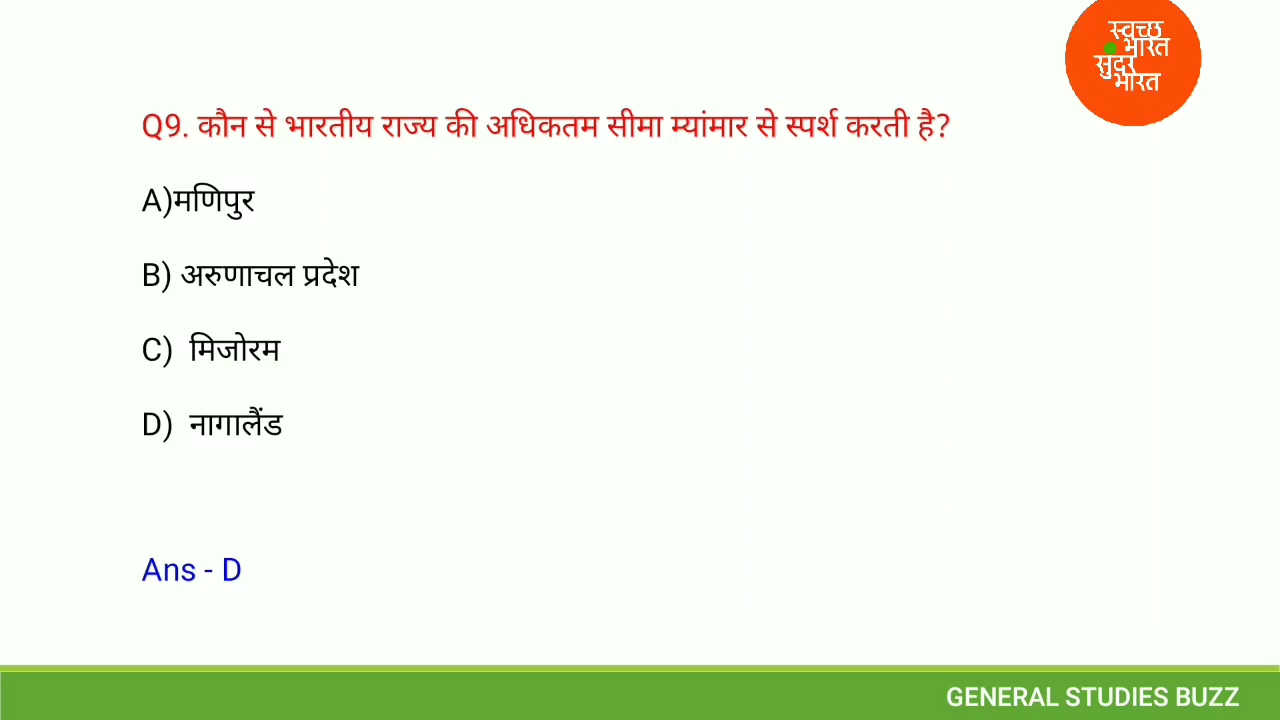 स्वच्छ
भारत
सुंदर
भारत
Q9. कौन से भारतीय राज्य की अधिकतम सीमा म्यांमार से स्पर्श करती है?
A)मणिपुर
B) अरुणाचल प्रदेश
C) मिजोरम
D) नागालैंड
Ans - D
GENERAL STUDIES BUZZ